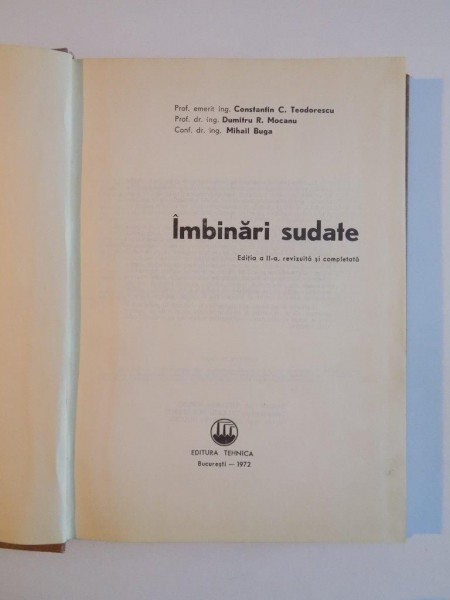 Prof. emerit ing. Constantin C. Teodorescu
Prof. dr. ing. Dumitru R. Mocanu
Conf. dr. ing. Mihail Buga
Îmbinări sudate
Ediția a II-a, revizuită și completată
EDITURA TEHNICA
București — 1972